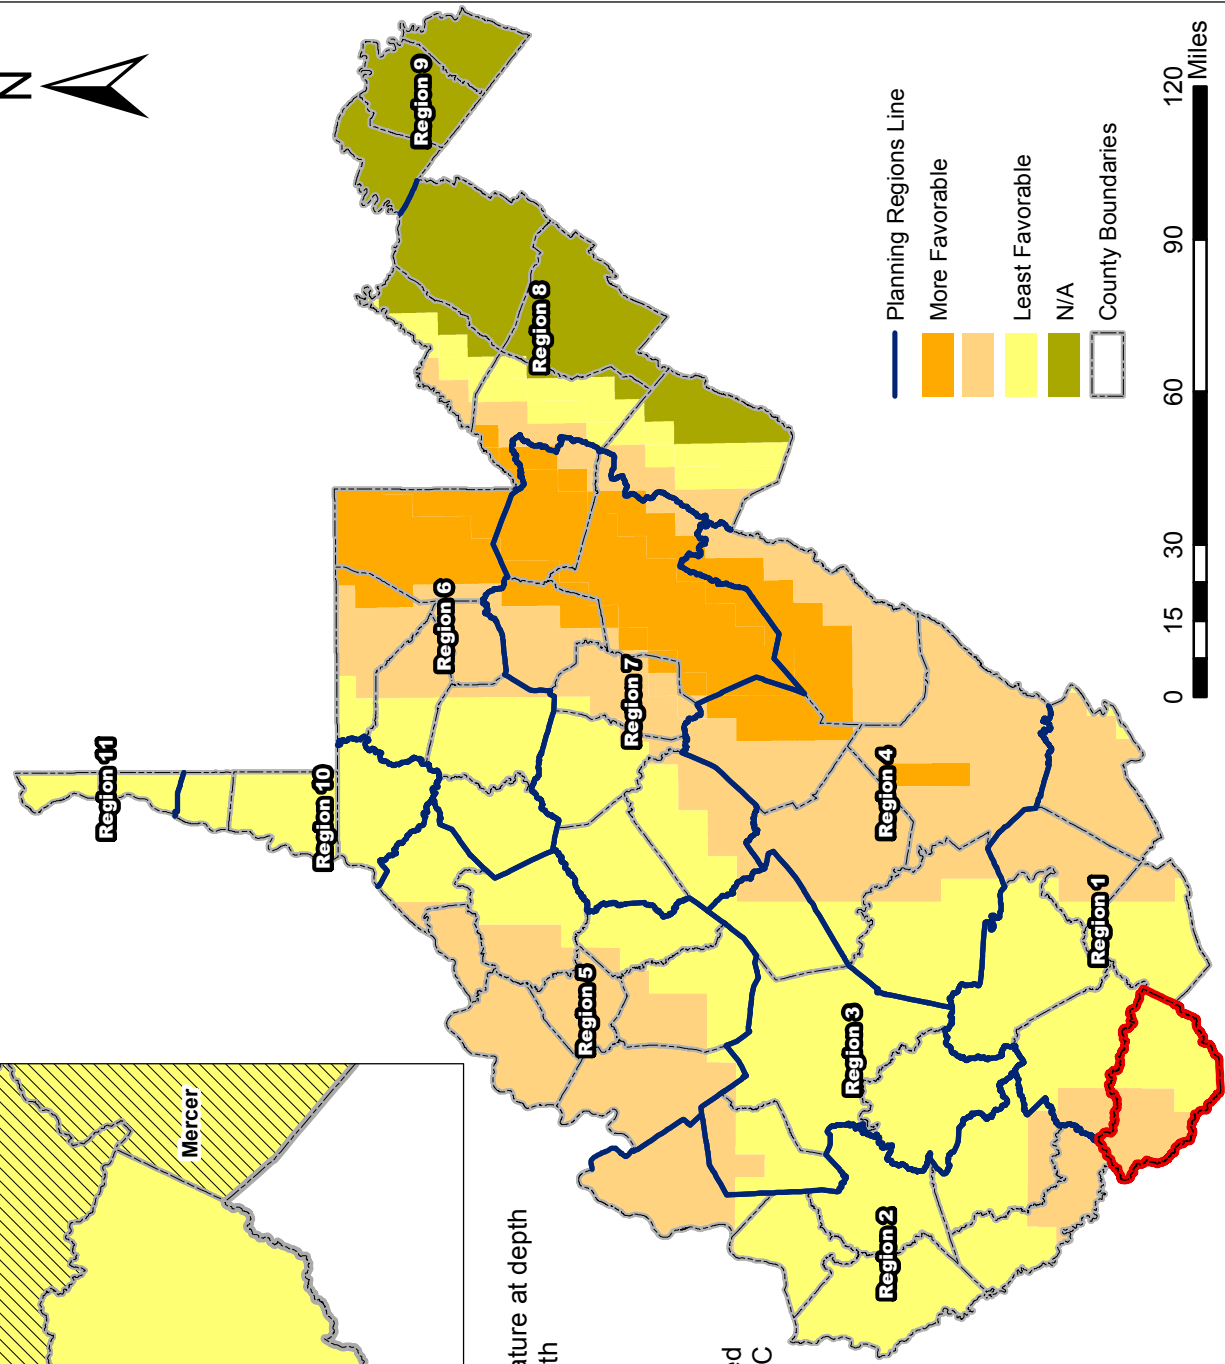 N
Region 9
Region 8
Region 11
Region 10
Region 6
Region 7
Region 5
Region 4
Region 3
Region 1
Region 2
Mercer
ature at depth
th
ed
C
Planning Regions Line
More Favorable
Least Favorable
N/A
County Boundaries
0 15 30 60 90 120
Miles